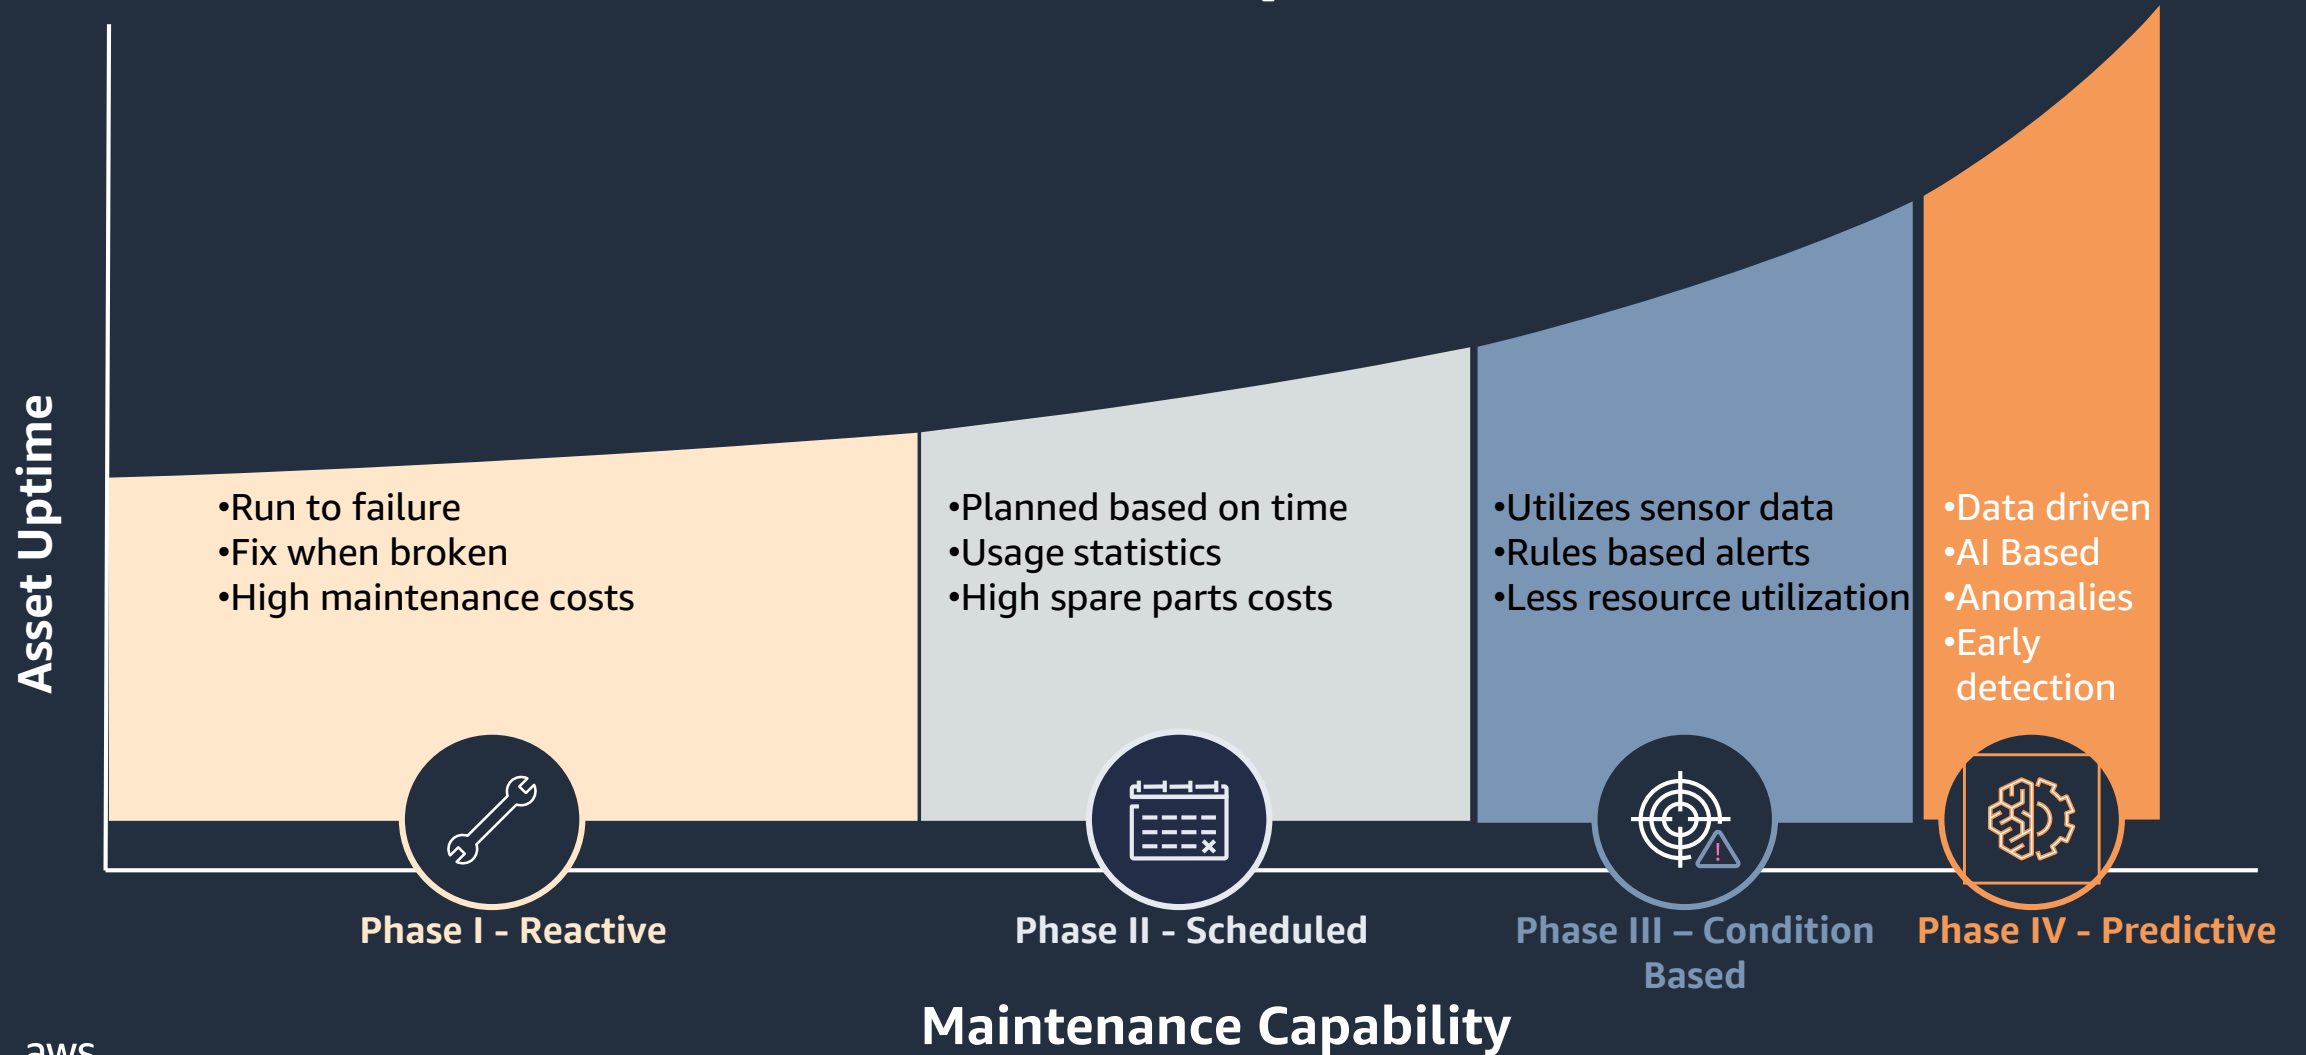 Asset Uptime
•Run to failure
•Fix when broken
•High maintenance costs
•Planned based on time
•Usage statistics
•High spare parts costs
•Utilizes sensor data
•Rules based alerts
•Less resource utilization
•Data driven
•AI Based
•Anomalies
•Early
detection
!
Phase I - Reactive
Phase II - Scheduled
Phase III – Condition
Based
Phase IV - Predictive
Maintenance Capability
aws